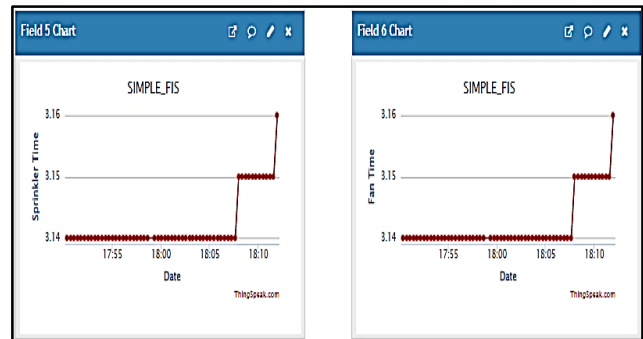 Field 5 Chart
SIMPLE_FIS
3.16
3.15
3.14
Sprinkler Time
17:55 18:00 18:05 18:10
Date
ThingSpeak.com
Field 6 Chart
SIMPLE_FIS
3.16
3.15
3.14
Fan Time
17:55 18:00 18:05 18:10
Date
ThingSpeak.com